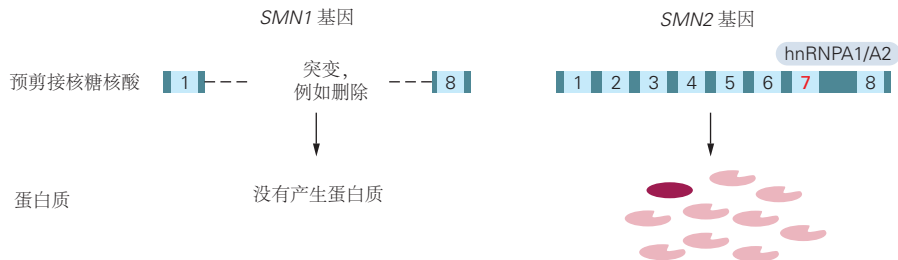 SMN1 基因
SMN2 基因
hnRNPA1/A2
预剪接核糖核酸
1
突变，
例如删除
8
1 2 3 4 5 6 7 8
蛋白质
没有产生蛋白质